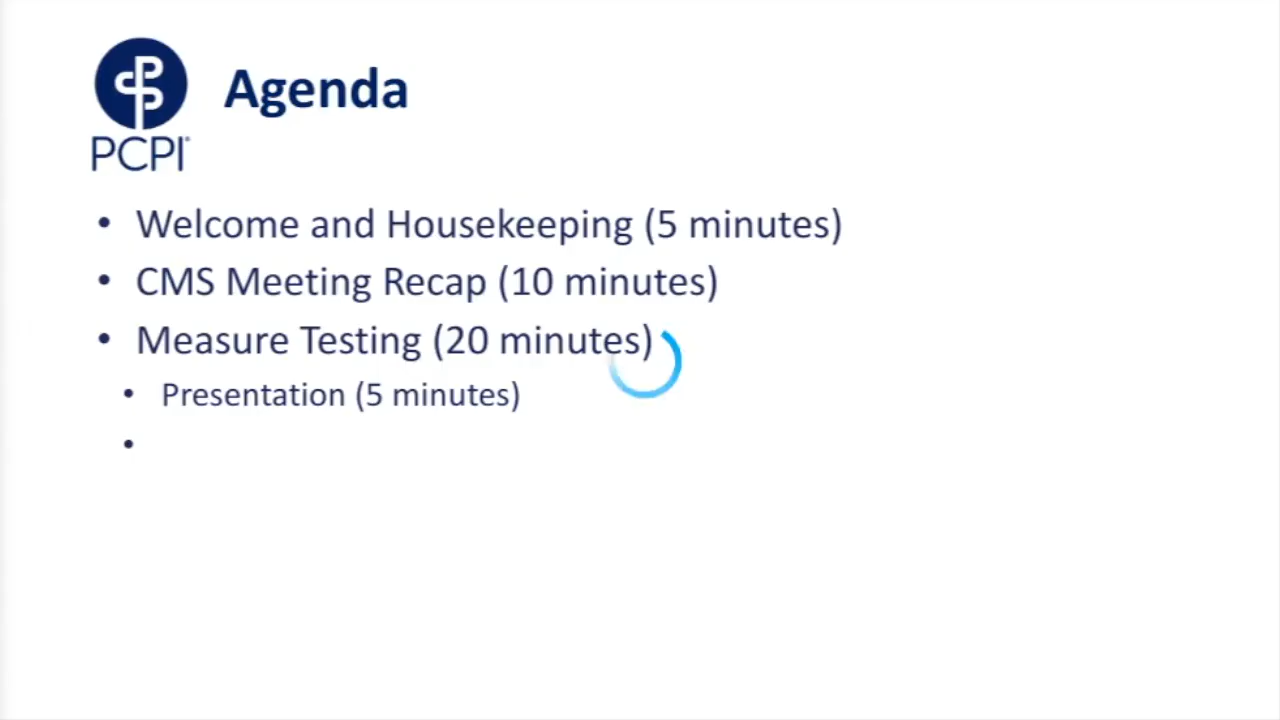 Agenda
PCPI
• Welcome and Housekeeping (5 minutes)
• CMS Meeting Recap (10 minutes)
• Measure Testing (20 minutes)
• Presentation (5 minutes)
•